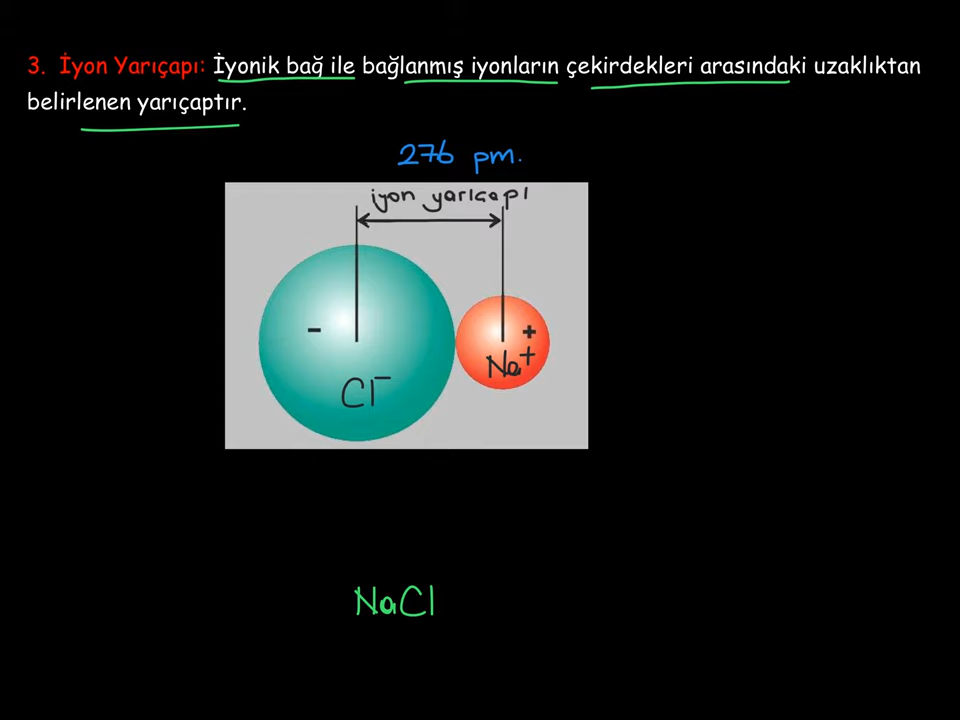 3. İyon Yarıçapı: İyonik bağ ile bağlanmış iyonların çekirdekleri arasındaki uzaklıktan
belirlenen yarıçaptır.
276 pm.
iyon yarıçapı
- +
Cl⁻ Na⁺
NaCl